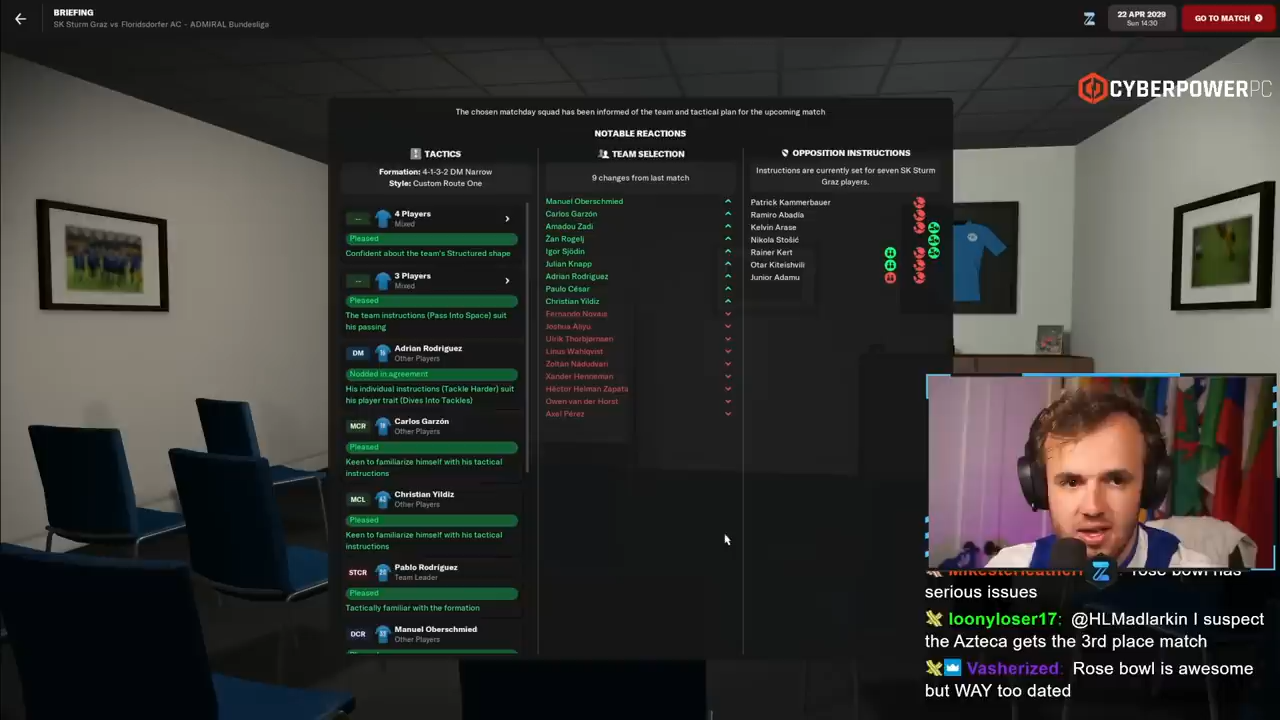 BRIEFING
SK Sturm Graz vs Floridsdorfer AC - ADMIRAL Bundesliga
22 APR 2029
Sun 14:30
GO TO MATCH
CYBERPOWERPC
The chosen matchday squad has been informed of the team and tactical plan for the upcoming match
NOTABLE REACTIONS
TACTICS
Formation: 4-1-3-2 DM Narrow
Style: Custom Route One
4 Players
Mixed
Pleased
Confident about the team's Structured shape
3 Players
Mixed
Pleased
The team instructions (Pass Into Space) suit
his passing
DM
Adrian Rodriguez
Other Players
Nodded in agreement
His individual instructions (Tackle Harder) suit
his player trait (Dives Into Tackles)
MCR
Carlos Garzón
Other Players
Pleased
Keen to familiarize himself with his tactical
instructions
MCL
Christian Yildiz
Other Players
Pleased
Keen to familiarize himself with his tactical
instructions
STCR
Pablo Rodríguez
Team Leader
Pleased
Tactically familiar with the formation
DCR
Manuel Oberschmied
Other Players
TEAM SELECTION
9 changes from last match
Manuel Oberschmied
Carlos Garzón
Amadou Zadi
Žan Rogelj
Igor Sjödin
Julian Knapp
Adrian Rodriguez
Paulo César
Christian Yildiz
Fernando Novais
Joshua Aliyu
Ulrik Thorbjørnsen
Linus Wahlqvist
Zoltán Nádudvari
Xander Henneman
Héctor Helman Zapata
Owen van der Horst
Axel Pérez
OPPOSITION INSTRUCTIONS
Instructions are currently set for seven SK Sturm
Graz players.
Patrick Kammerbauer
Ramiro Abadía
Kelvin Arase
Nikola Stošić
Rainer Kert
Otar Kiteishvili
Junior Adamu
rose bowl has
serious issues
loonyloser17: @HLMadlarkin I suspect
the Azteca gets the 3rd place match
Vasherized: Rose bowl is awesome
but WAY too dated